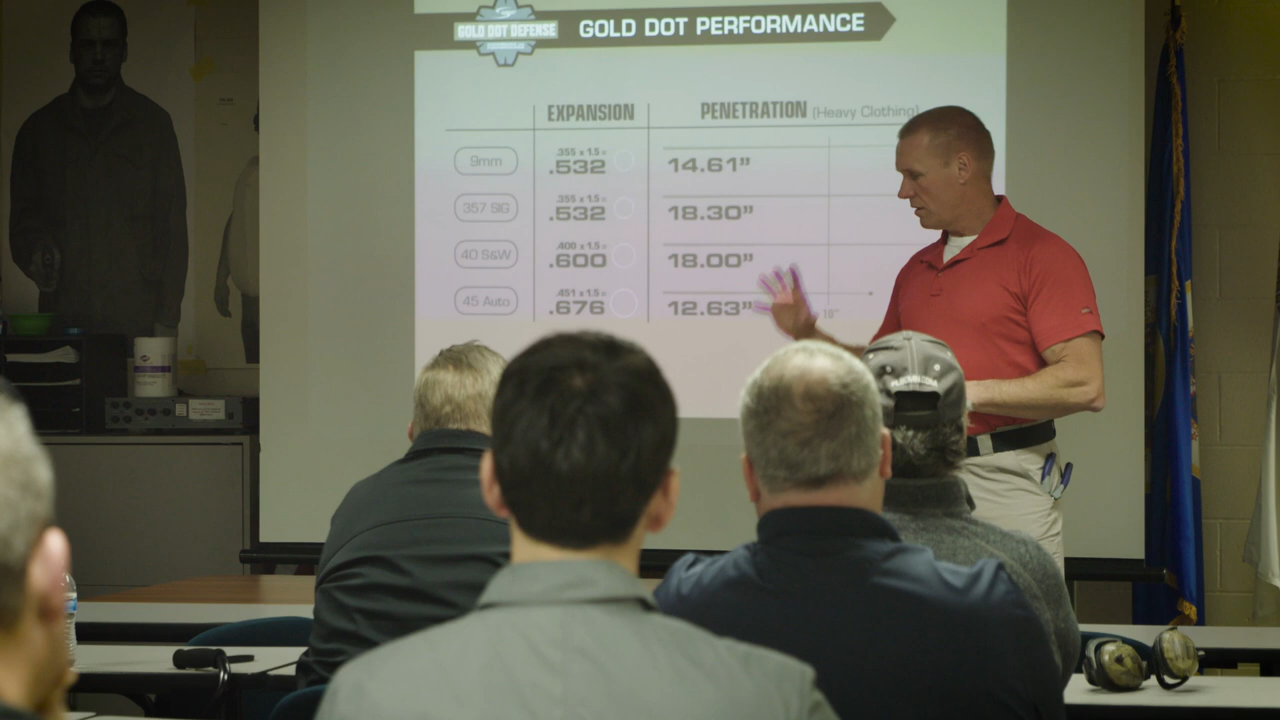 GOLD DOT DEFENSE
GOLD DOT PERFORMANCE
EXPANSION PENETRATION [Heavy Clothing]
9mm .355 x 1.5 = .532 14.61”
357 SIG .355 x 1.5 = .532 18.30”
40 S&W .400 x 1.5 = .600 18.00”
45 Auto .451 x 1.5 = .676 12.63”
18"